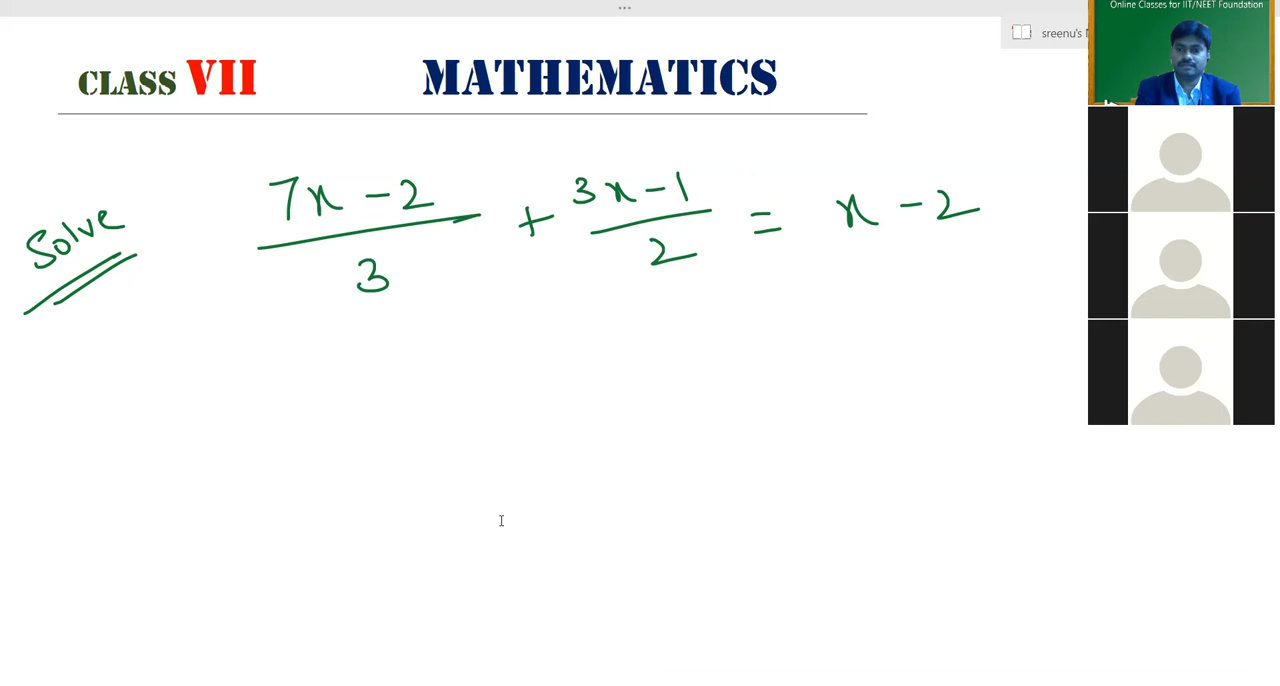 Online Classes for IIT/NEET Foundation
sreenu's
CLASS VII MATHEMATICS
Solve (7x - 2)/3 + (3x - 1)/2 = x - 2